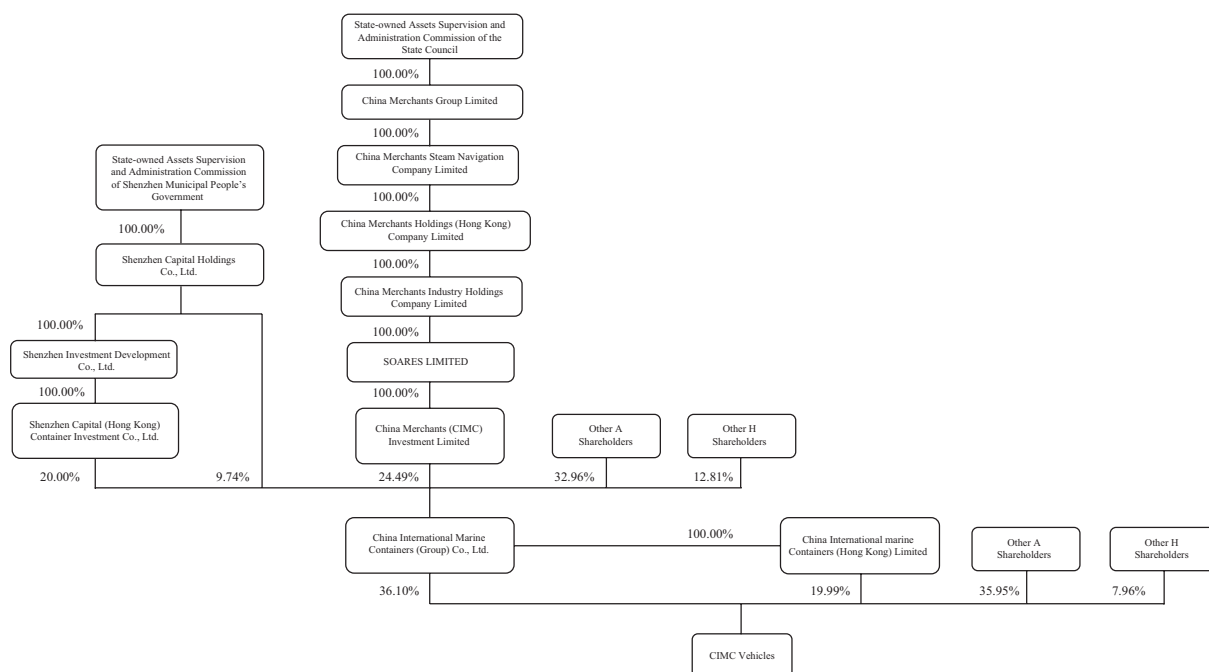 State-owned Assets Supervision and
Administration Commission of the
State Council
100.00%
China Merchants Group Limited
100.00%
China Merchants Steam Navigation
Company Limited
100.00%
China Merchants Holdings (Hong Kong)
Company Limited
100.00%
China Merchants Industry Holdings
Company Limited
100.00%
SOARES LIMITED
100.00%
China Merchants (CIMC)
Investment Limited
24.49%
State-owned Assets Supervision
and Administration Commission
of Shenzhen Municipal People's
Government
100.00%
Shenzhen Capital Holdings
Co., Ltd.
100.00%
Shenzhen Investment Development
Co., Ltd.
100.00%
Shenzhen Capital (Hong Kong)
Container Investment Co., Ltd.
20.00%
9.74%
Other A
Shareholders
32.96%
Other H
Shareholders
12.81%
China International Marine
Containers (Group) Co., Ltd.
100.00%
China International marine
Containers (Hong Kong) Limited
Other A
Shareholders
Other H
Shareholders
36.10%
19.99%
35.95%
7.96%
CIMC Vehicles